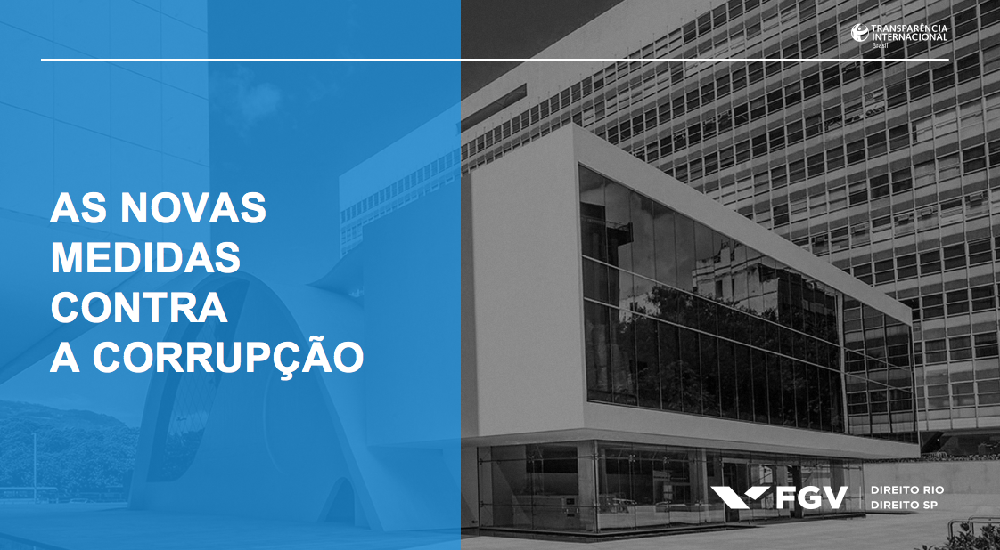 TRANSPARÊNCIA
INTERNACIONAL
Brasil
AS NOVAS
MEDIDAS
CONTRA
A CORRUPÇÃO
FGV
DIREITO RIO
DIREITO SP